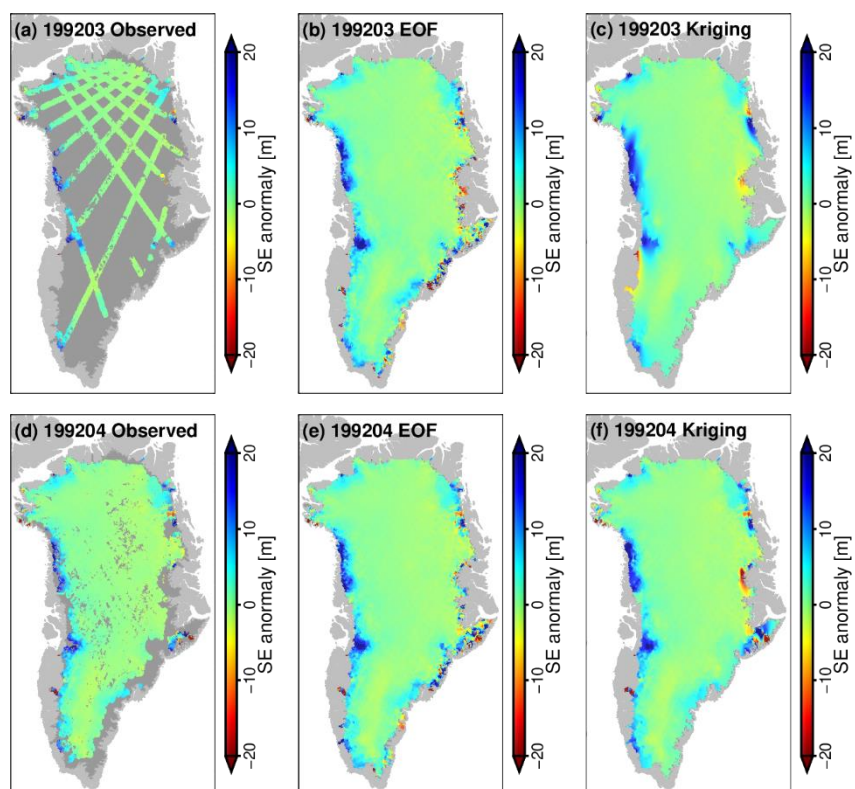 (a) 199203 Observed
20
10
0
−10
−20
SE anormaly [m]
(b) 199203 EOF
20
10
0
−10
−20
SE anormaly [m]
(c) 199203 Kriging
20
10
0
−10
−20
SE anormaly [m]
(d) 199204 Observed
20
10
0
−10
−20
SE anormaly [m]
(e) 199204 EOF
20
10
0
−10
−20
SE anormaly [m]
(f) 199204 Kriging
20
10
0
−10
−20
SE anormaly [m]